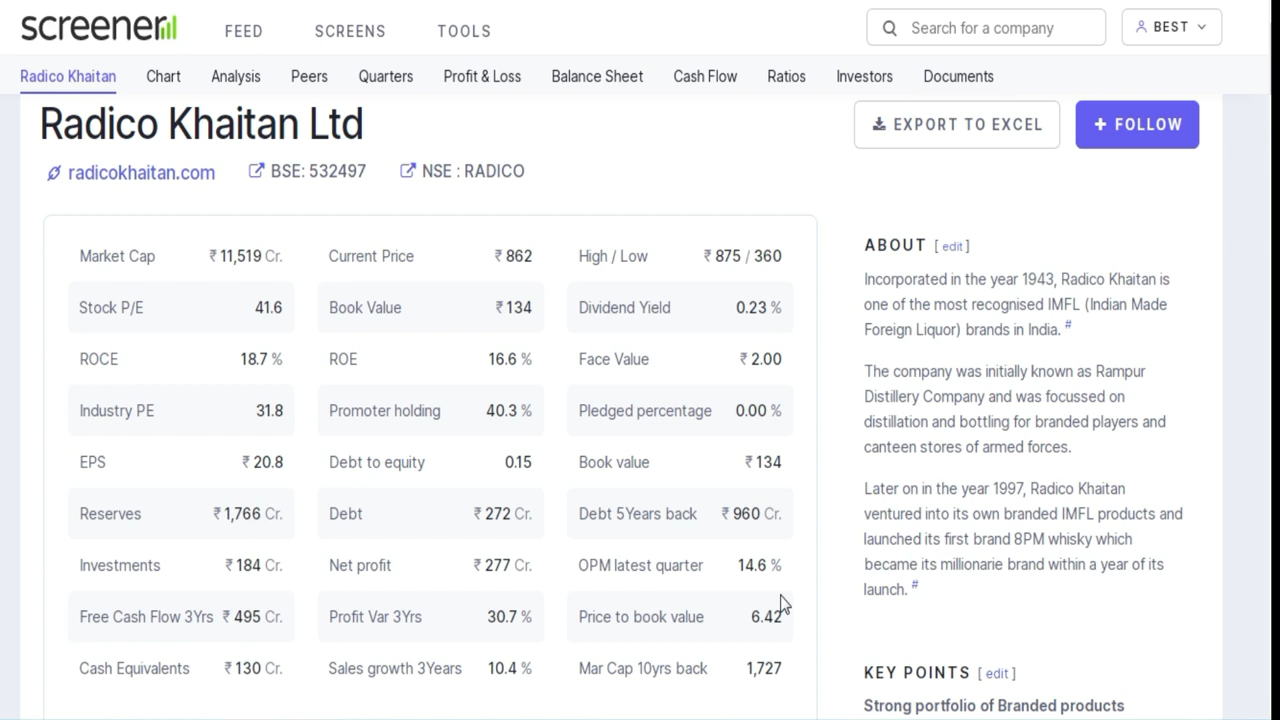 screener FEED SCREENS TOOLS Search for a company BEST
Radico Khaitan Chart Analysis Peers Quarters Profit & Loss Balance Sheet Cash Flow Ratios Investors Documents
Radico Khaitan Ltd
EXPORT TO EXCEL + FOLLOW
radicokhaitan.com BSE: 532497 NSE : RADICO
Market Cap ₹ 11,519 Cr. Current Price ₹ 862 High / Low ₹ 875 / 360
Stock P/E 41.6 Book Value ₹ 134 Dividend Yield 0.23 %
ROCE 18.7 % ROE 16.6 % Face Value ₹ 2.00
Industry PE 31.8 Promoter holding 40.3 % Pledged percentage 0.00 %
EPS ₹ 20.8 Debt to equity 0.15 Book value ₹ 134
Reserves ₹ 1,766 Cr. Debt ₹ 272 Cr. Debt 5Years back ₹ 960 Cr.
Investments ₹ 184 Cr. Net profit ₹ 277 Cr. OPM latest quarter 14.6 %
Free Cash Flow 3Yrs ₹ 495 Cr. Profit Var 3Yrs 30.7 % Price to book value 6.42
Cash Equivalents ₹ 130 Cr. Sales growth 3Years 10.4 % Mar Cap 10yrs back 1,727
ABOUT [ edit ]
Incorporated in the year 1943, Radico Khaitan is
one of the most recognised IMFL (Indian Made
Foreign Liquor) brands in India. #
The company was initially known as Rampur
Distillery Company and was focussed on
distillation and bottling for branded players and
canteen stores of armed forces.
Later on in the year 1997, Radico Khaitan
ventured into its own branded IMFL products and
launched its first brand 8PM whisky which
became its millionarie brand within a year of its
launch. #
KEY POINTS [ edit ]
Strong portfolio of Branded products